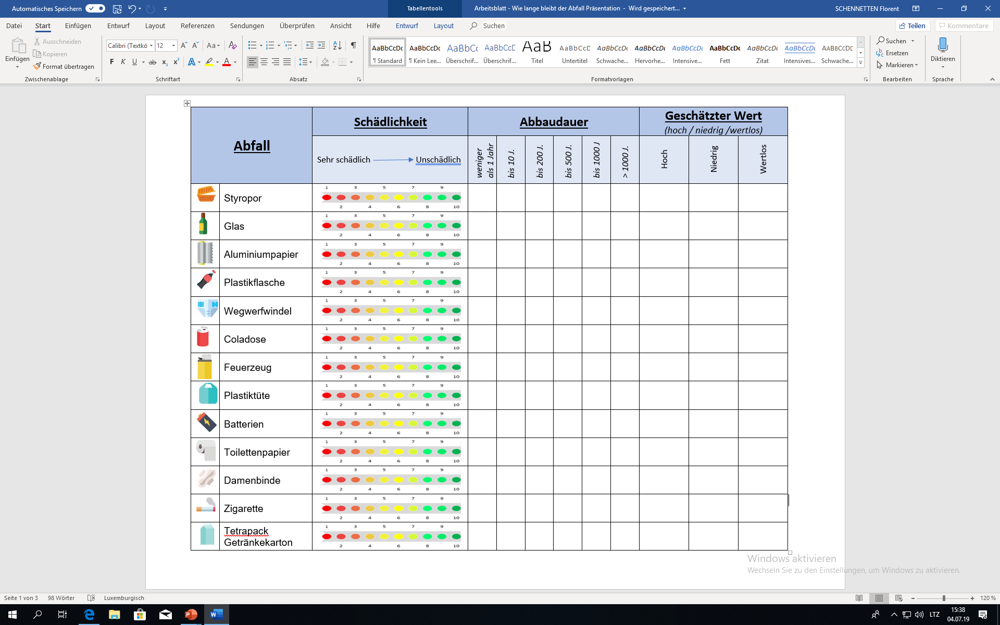 Automatisches Speichern
Tabellentools
Arbeitsblatt - Wie lange bleibt der Abfall Präsentation - Wird gespeichert...
SCHENNETTEN Florent
Datei Start Einfügen Entwurf Layout Referenzen Sendungen Überprüfen Ansicht Hilfe Entwurf Layout Suchen Teilen Kommentare
Einfügen
Ausschneiden
Kopieren
Format übertragen
Zwischenablage
Calibri (Textkö 12
F K U ab x₂ x² A A
Schriftart
Absatz
AaBbCcDc AaBbCcDc AaBbCc AaBbCcD AaB AaBbCcD AaBbCcDc AaBbCcDc AaBbCcDc AaBbCcDc AaBbCcDc AaBbCcDc AABBCCDD
¶ Standard ¶ Kein Lee... Überschrif... Überschrif... Titel Untertitel Schwache... Hervorhe... Intensive... Fett Zitat Intensives... Schwache...
Formatvorlagen
Suchen
Ersetzen
Markieren
Bearbeiten
Diktieren
Sprache
Abfall
Schädlichkeit
Abbaudauer
Geschätzter Wert
(hoch / niedrig /wertlos)
Sehr schädlich Unschädlich
weniger
als 1 Jahr
bis 10 J.
bis 200 J.
bis 500 J.
bis 1000 J
> 1000 J.
Hoch
Niedrig
Wertlos
1 3 5 7 9
Styropor
2 4 6 8 10
1 3 5 7 9
Glas
2 4 6 8 10
1 3 5 7 9
Aluminiumpapier
2 4 6 8 10
1 3 5 7 9
Plastikflasche
2 4 6 8 10
1 3 5 7 9
Wegwerfwindel
2 4 6 8 10
1 3 5 7 9
Coladose
2 4 6 8 10
1 3 5 7 9
Feuerzeug
2 4 6 8 10
1 3 5 7 9
Plastiktüte
2 4 6 8 10
1 3 5 7 9
Batterien
2 4 6 8 10
1 3 5 7 9
Toilettenpapier
2 4 6 8 10
1 3 5 7 9
Damenbinde
2 4 6 8 10
1 3 5 7 9
Zigarette
2 4 6 8 10
1 3 5 7 9
Tetrapack
Getränkekarton
2 4 6 8 10
Windows aktivieren
Wechseln Sie zu den Einstellungen, um Windows zu aktivieren.
Seite 1 von 3 98 Wörter Luxemburgisch 120 %
LTZ
15:38
04.07.19